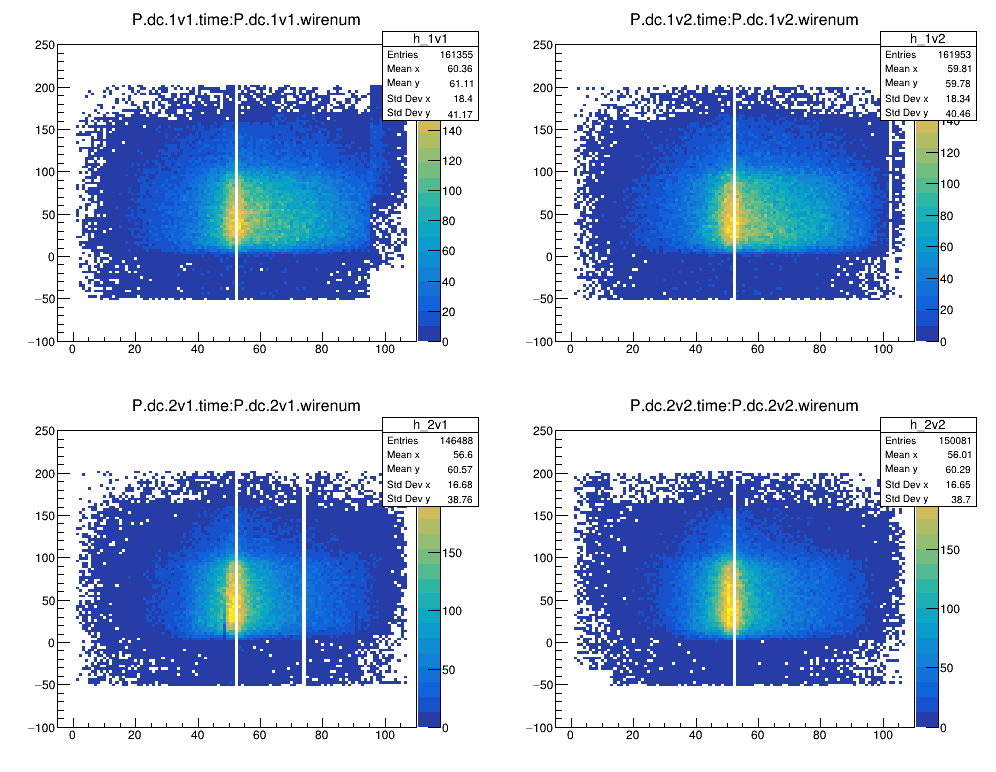 P.dc.1v1.time:P.dc.1v1.wirenum
h_1v1
Entries 161355
Mean x 60.36
Mean y 61.11
Std Dev x 18.4
Std Dev y 41.17
250
200
150
100
50
0
−50
−100
0 20 40 60 80 100
140
120
100
80
60
40
20
0
P.dc.1v2.time:P.dc.1v2.wirenum
h_1v2
Entries 161953
Mean x 59.81
Mean y 59.78
Std Dev x 18.34
Std Dev y 40.46
250
200
150
100
50
0
−50
−100
0 20 40 60 80 100
140
120
100
80
60
40
20
0
P.dc.2v1.time:P.dc.2v1.wirenum
h_2v1
Entries 146488
Mean x 56.6
Mean y 60.57
Std Dev x 16.68
Std Dev y 38.76
250
200
150
100
50
0
−50
−100
0 20 40 60 80 100
150
100
50
0
P.dc.2v2.time:P.dc.2v2.wirenum
h_2v2
Entries 150081
Mean x 56.01
Mean y 60.29
Std Dev x 16.65
Std Dev y 38.7
250
200
150
100
50
0
−50
−100
0 20 40 60 80 100
150
100
50
0